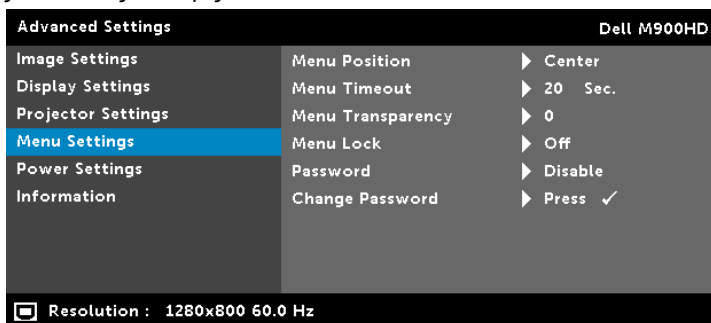 Advanced Settings Dell M900HD
Image Settings Menu Position Center
Display Settings Menu Timeout 20 Sec.
Projector Settings Menu Transparency 0
Menu Settings Menu Lock Off
Power Settings Password Disable
Information Change Password Press ✓
Resolution : 1280x800 60.0 Hz